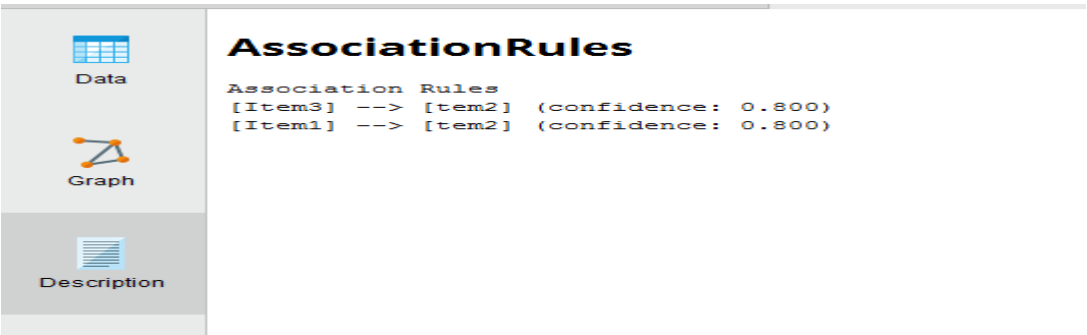 Data
Graph
Description
AssociationRules
Association Rules
[Item3] --> [tem2] (confidence: 0.800)
[Item1] --> [tem2] (confidence: 0.800)